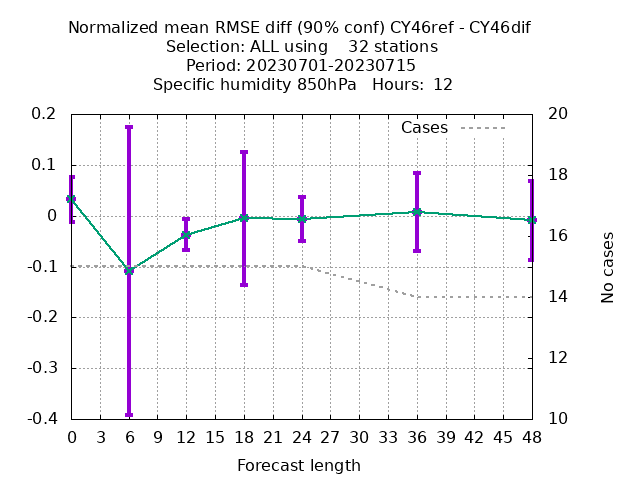 Normalized mean RMSE diff (90% conf) CY46ref - CY46dif
Selection: ALL using 32 stations
Period: 20230701-20230715
Specific humidity 850hPa Hours: 12
Cases
0.2
0.1
0
-0.1
-0.2
-0.3
-0.4
20
18
16
14
12
10
No cases
0 3 6 9 12 15 18 21 24 27 30 33 36 39 42 45 48
Forecast length